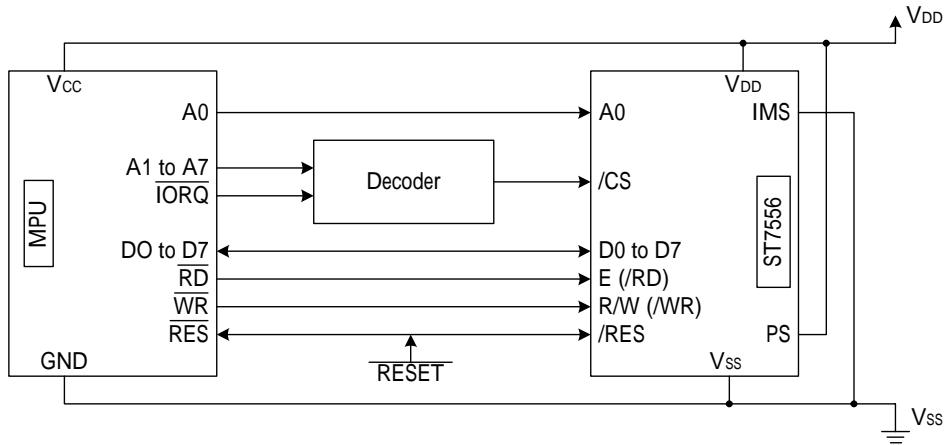 VDD
VCC
VDD
A0
A0
IMS
A1 to A7
IORQ
Decoder
/CS
MPU
ST7556
DO to D7
D0 to D7
RD
E (/RD)
WR
R/W (/WR)
RES
/RES
PS
GND
RESET
VSS
VSS